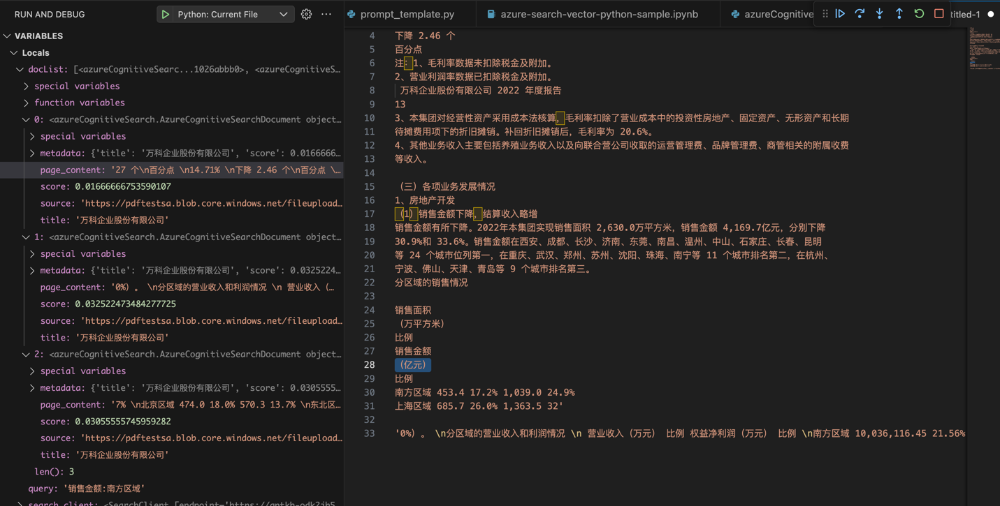 RUN AND DEBUG
Python: Current File
prompt_template.py
azure-search-vector-python-sample.ipynb
azureCognitive
titled-1
VARIABLES
Locals
docList: [<azureCognitiveSearc...1026abbb0>, <azureCognitiveS...
special variables
function variables
0: <azureCognitiveSearch.AzureCognitiveSearchDocument object...
special variables
metadata: {'title': '万科企业股份有限公司', 'score': 0.0166666...
page_content: '27 个\n百分点 \n14.71% \n下降 2.46 个\n百分点 \...
score: 0.01666666753590107
source: 'https://pdftestsa.blob.core.windows.net/fileupload...
title: '万科企业股份有限公司'
1: <azureCognitiveSearch.AzureCognitiveSearchDocument object...
special variables
metadata: {'title': '万科企业股份有限公司', 'score': 0.0325224...
page_content: '0%）。 \n分区域的营业收入和利润情况 \n 营业收入（...
score: 0.032522473484277725
source: 'https://pdftestsa.blob.core.windows.net/fileupload...
title: '万科企业股份有限公司'
2: <azureCognitiveSearch.AzureCognitiveSearchDocument object...
special variables
metadata: {'title': '万科企业股份有限公司', 'score': 0.0305555...
page_content: '7% \n北京区域 474.0 18.0% 570.3 13.7% \n东北区...
score: 0.03055555745959282
source: 'https://pdftestsa.blob.core.windows.net/fileupload...
title: '万科企业股份有限公司'
len(): 3
query: '销售金额:南方区域'
4 下降 2.46 个
5 百分点
6 注：1、毛利率数据未扣除税金及附加。
7 2、营业利润率数据已扣除税金及附加。
8 万科企业股份有限公司 2022 年度报告
9 13
10 3、本集团对经营性资产采用成本法核算，毛利率扣除了营业成本中的投资性房地产、固定资产、无形资产和长期
11 待摊费用项下的折旧摊销。补回折旧摊销后，毛利率为 20.6%。
12 4、其他业务收入主要包括养殖业务收入以及向联合营公司收取的运营管理费、品牌管理费、商管相关的附属收费
13 等收入。
14
15 （三）各项业务发展情况
16 1、房地产开发
17 （1）销售金额下降，结算收入略增
18 销售金额有所下降。2022年本集团实现销售面积 2,630.0万平方米，销售金额 4,169.7亿元，分别下降
19 30.9%和 33.6%。销售金额在西安、成都、长沙、济南、东莞、南昌、温州、中山、石家庄、长春、昆明
20 等 24 个城市位列第一，在重庆、武汉、郑州、苏州、沈阳、珠海、南宁等 11 个城市排名第二，在杭州、
21 宁波、佛山、天津、青岛等 9 个城市排名第三。
22 分区域的销售情况
23
24 销售面积
25 （万平方米）
26 比例
27 销售金额
28 （亿元）
29 比例
30 南方区域 453.4 17.2% 1,039.0 24.9%
31 上海区域 685.7 26.0% 1,363.5 32'
32
33 '0%）。 \n分区域的营业收入和利润情况 \n 营业收入（万元） 比例 权益净利润（万元） 比例 \n南方区域 10,036,116.45 21.56%